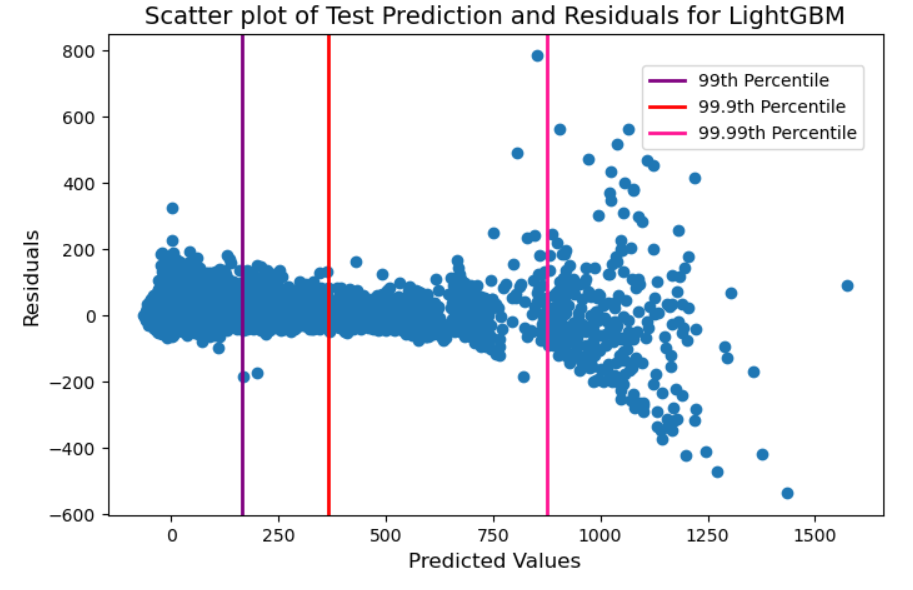 Scatter plot of Test Prediction and Residuals for LightGBM
99th Percentile
99.9th Percentile
99.99th Percentile
800
600
400
200
0
−200
−400
−600
Residuals
0 250 500 750 1000 1250 1500
Predicted Values